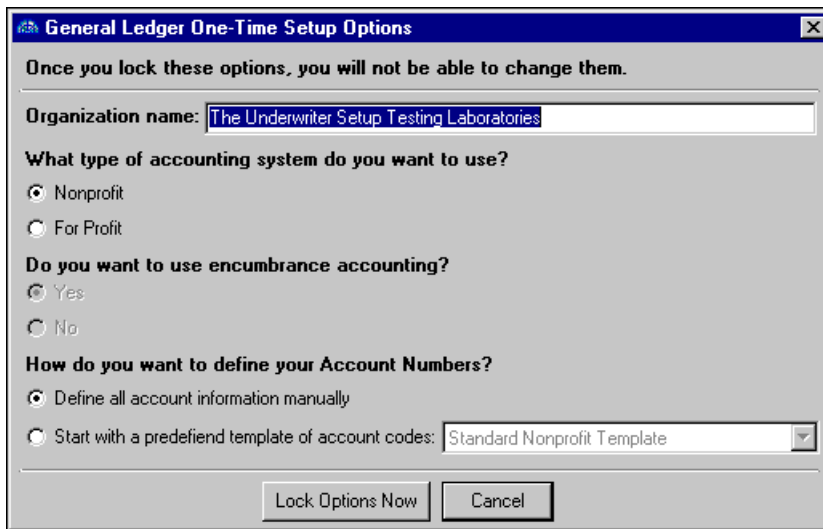 General Ledger One-Time Setup Options
Once you lock these options, you will not be able to change them.
Organization name: The Underwriter Setup Testing Laboratories
What type of accounting system do you want to use?
Nonprofit
For Profit
Do you want to use encumbrance accounting?
Yes
No
How do you want to define your Account Numbers?
Define all account information manually
Start with a predefiend template of account codes: Standard Nonprofit Template
Lock Options Now Cancel